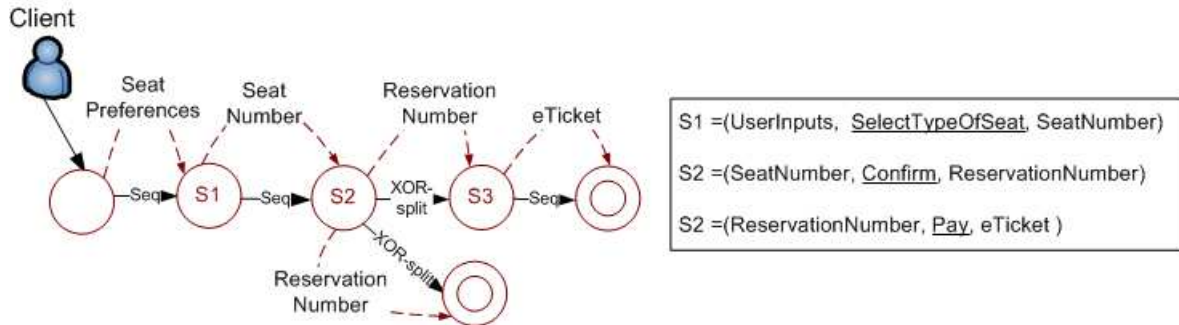 Client
Seat
Preferences
Seat
Number
Reservation
Number
eTicket
Seq
S1
Seq
S2
XOR-
split
S3
Seq
XOR-split
Reservation
Number
S1 =(UserInputs, SelectTypeOfSeat, SeatNumber)
S2 =(SeatNumber, Confirm, ReservationNumber)
S2 =(ReservationNumber, Pay, eTicket )